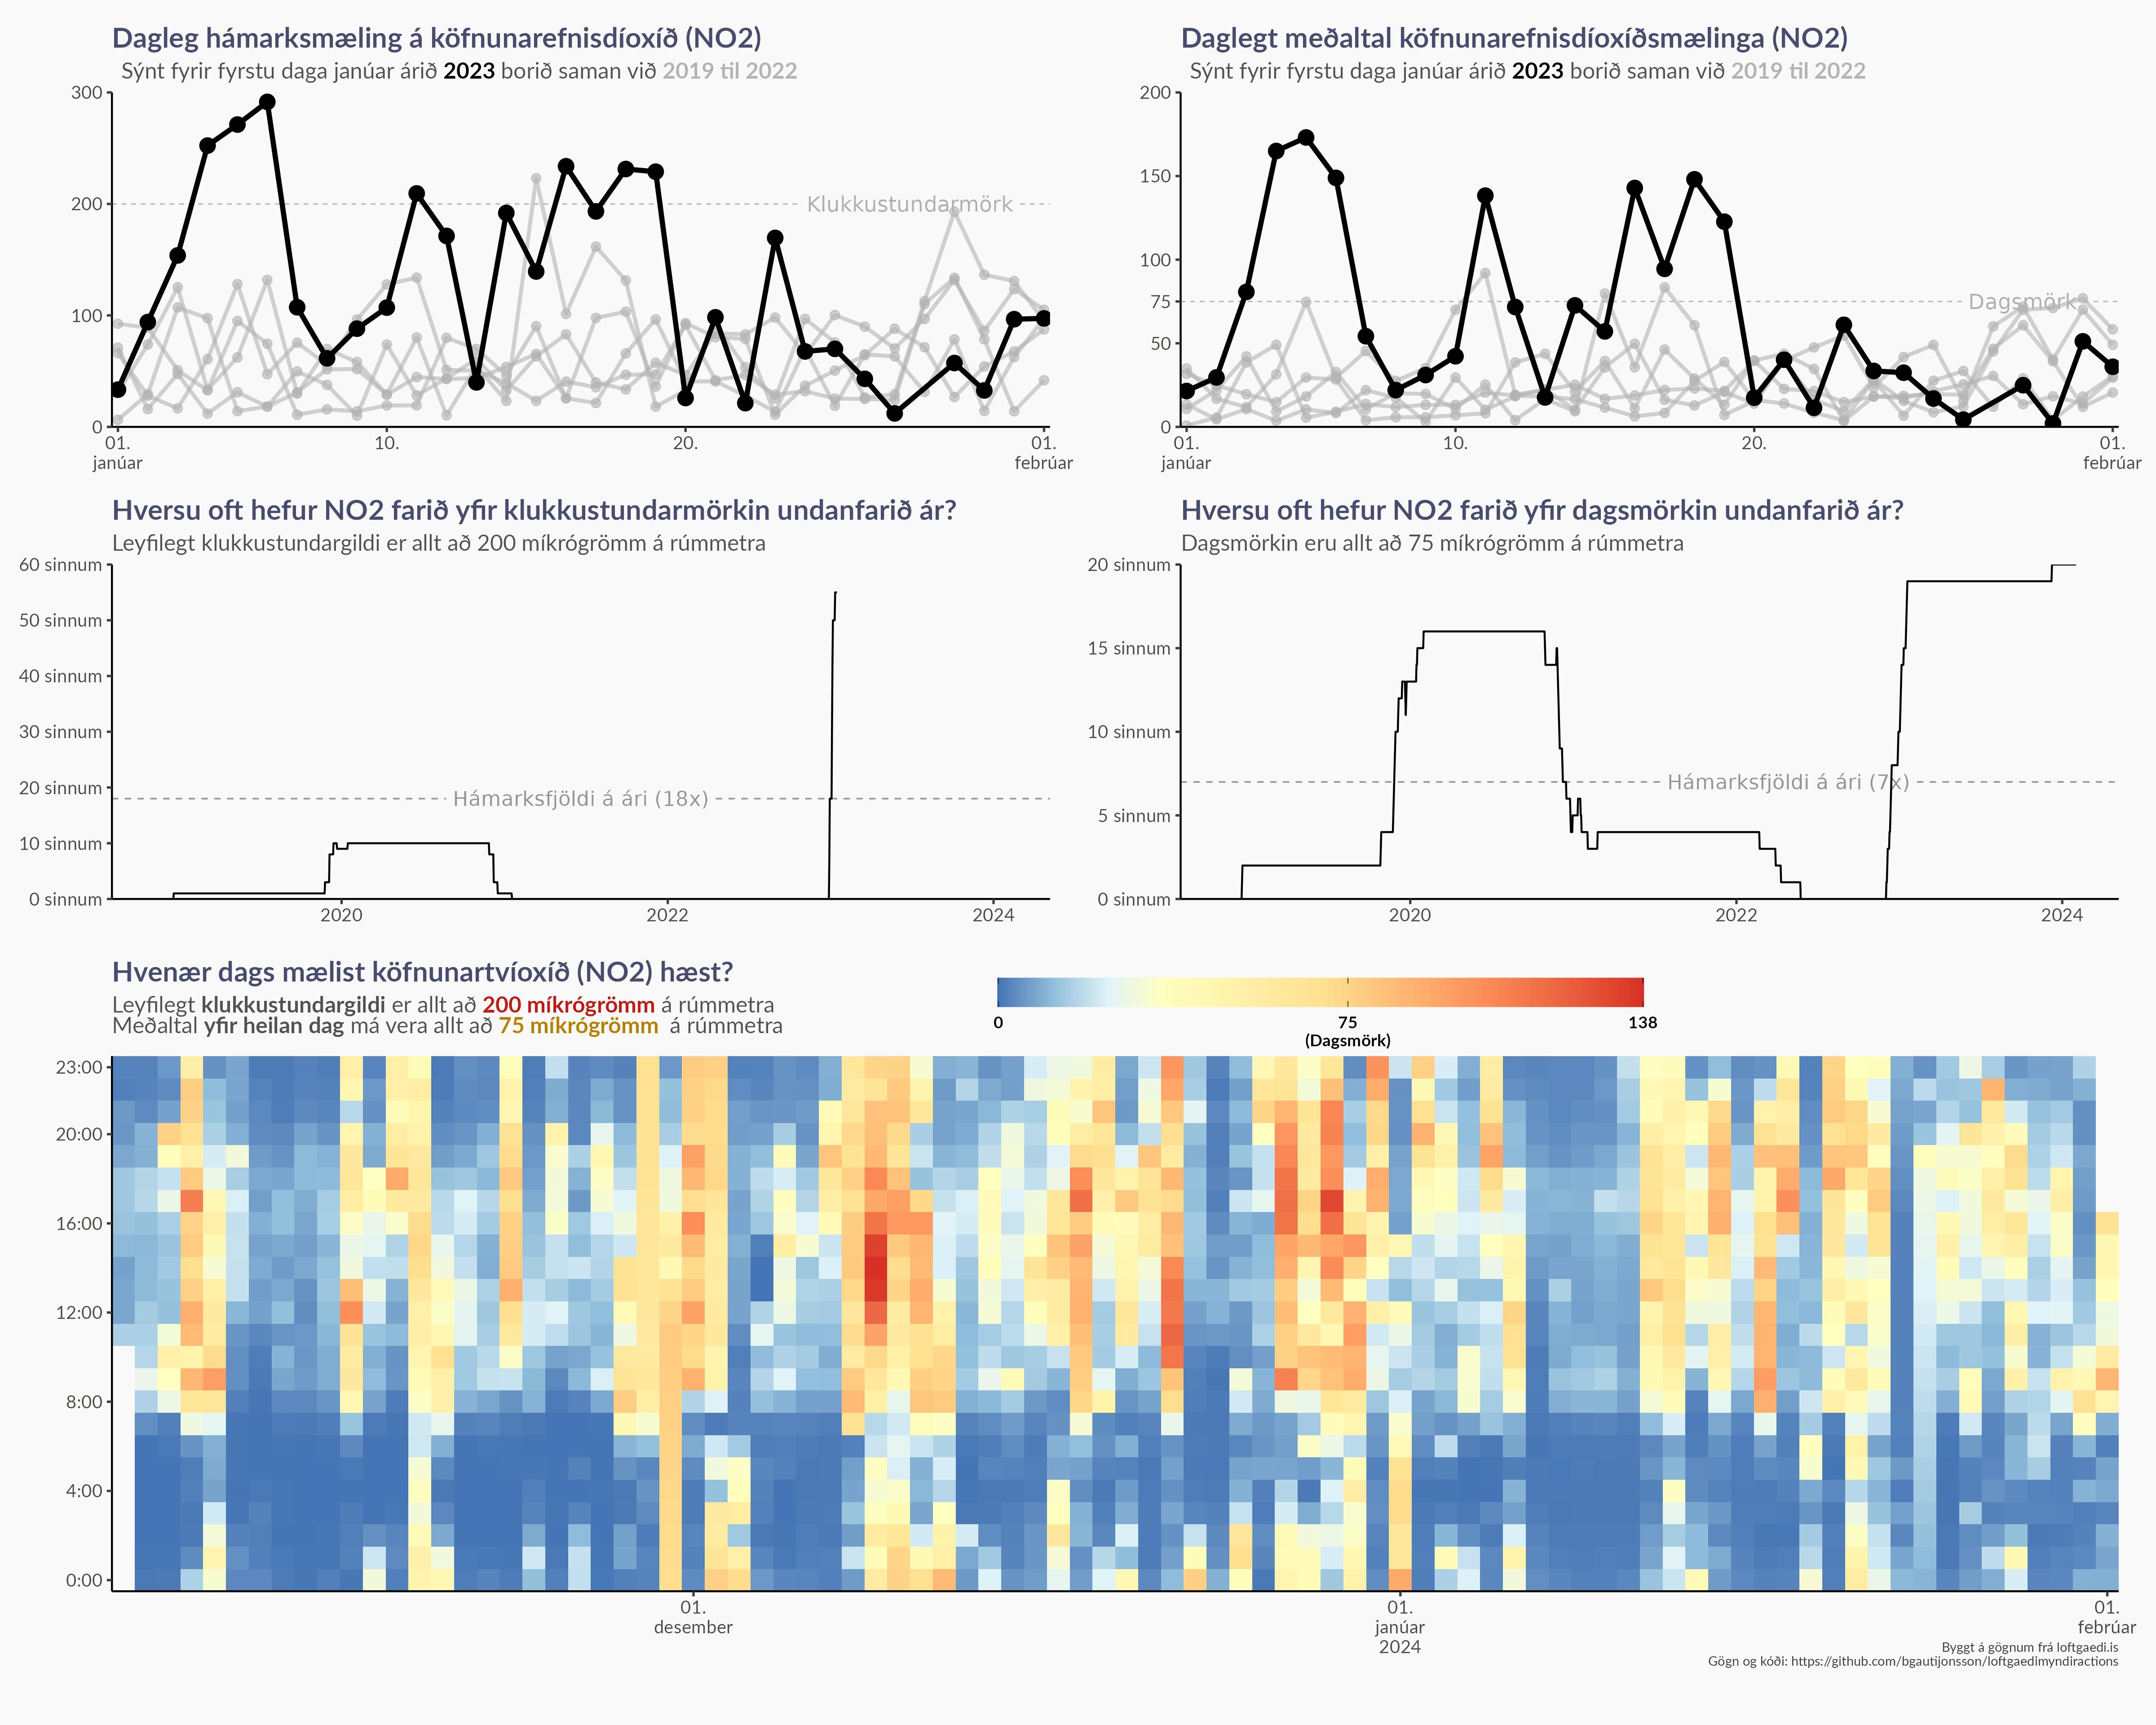 Dagleg hámarksmæling á köfnunarefnisdíoxíð (NO2)
Sýnt fyrir fyrstu daga janúar árið 2023 borið saman við 2019 til 2022
300
200
100
0
Klukkustundarmörk
01.
janúar
10.
20.
01.
febrúar
Daglegt meðaltal köfnunarefnisdíoxíðsmælinga (NO2)
Sýnt fyrir fyrstu daga janúar árið 2023 borið saman við 2019 til 2022
200
150
100
75
50
0
Dagsmörk
01.
janúar
10.
20.
01.
febrúar
Hversu oft hefur NO2 farið yfir klukkustundarmörkin undanfarið ár?
Leyfilegt klukkustundargildi er allt að 200 míkrógrömm á rúmmetra
60 sinnum
50 sinnum
40 sinnum
30 sinnum
20 sinnum
10 sinnum
0 sinnum
Hámarksfjöldi á ári (18x)
2020
2022
2024
Hversu oft hefur NO2 farið yfir dagsmörkin undanfarið ár?
Dagsmörkin eru allt að 75 míkrógrömm á rúmmetra
20 sinnum
15 sinnum
10 sinnum
5 sinnum
0 sinnum
Hámarksfjöldi á ári (7x)
2020
2022
2024
Hvenær dags mælist köfnunartvíoxíð (NO2) hæst?
Leyfilegt klukkustundargildi er allt að 200 míkrógrömm á rúmmetra
Meðaltal yfir heilan dag má vera allt að 75 míkrógrömm á rúmmetra
0
75
(Dagsmörk)
138
23:00
20:00
16:00
12:00
8:00
4:00
0:00
01.
desember
01.
janúar
2024
01.
febrúar
Byggt á gögnum frá loftgaedi.is
Gögn og kóði: https://github.com/bgautijonsson/loftgaedimyndiractions